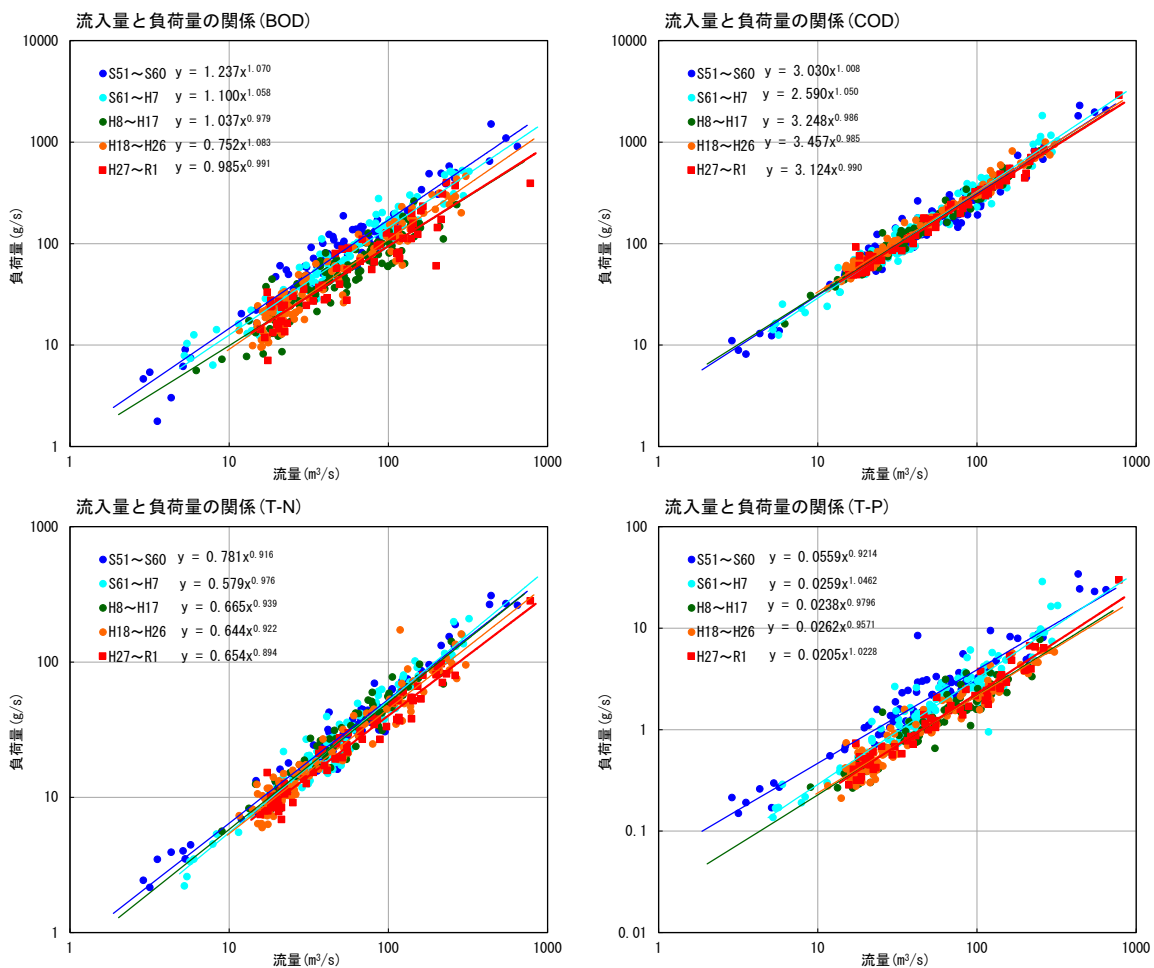 流入量と負荷量の関係(BOD)
10000
1000
100
10
1
負荷量(g/s)
S51～S60 y = 1.237x^1.070
S61～H7 y = 1.100x^1.058
H8～H17 y = 1.037x^0.979
H18～H26 y = 0.752x^1.083
H27～R1 y = 0.985x^0.991
1 10 100 1000
流量(m³/s)
流入量と負荷量の関係(COD)
10000
1000
100
10
1
負荷量(g/s)
S51～S60 y = 3.030x^1.008
S61～H7 y = 2.590x^1.050
H8～H17 y = 3.248x^0.986
H18～H26 y = 3.457x^0.985
H27～R1 y = 3.124x^0.990
1 10 100 1000
流量(m³/s)
流入量と負荷量の関係(T-N)
1000
100
10
1
負荷量(g/s)
S51～S60 y = 0.781x^0.916
S61～H7 y = 0.579x^0.976
H8～H17 y = 0.665x^0.939
H18～H26 y = 0.644x^0.922
H27～R1 y = 0.654x^0.894
1 10 100 1000
流量(m³/s)
流入量と負荷量の関係(T-P)
100
10
1
0.1
0.01
負荷量(g/s)
S51～S60 y = 0.0559x^0.9214
S61～H7 y = 0.0259x^1.0462
H8～H17 y = 0.0238x^0.9796
H18～H26 y = 0.0262x^0.9571
H27～R1 y = 0.0205x^1.0228
1 10 100 1000
流量(m³/s)